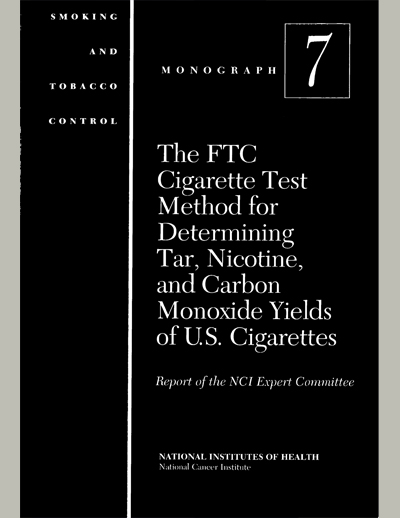 SMOKING
AND
TOBACCO
CONTROL
MONOGRAPH 7
The FTC
Cigarette Test
Method for
Determining
Tar, Nicotine,
and Carbon
Monoxide Yields
of U.S. Cigarettes
Report of the NCI Expert Committee
NATIONAL INSTITUTES OF HEALTH
National Cancer Institute